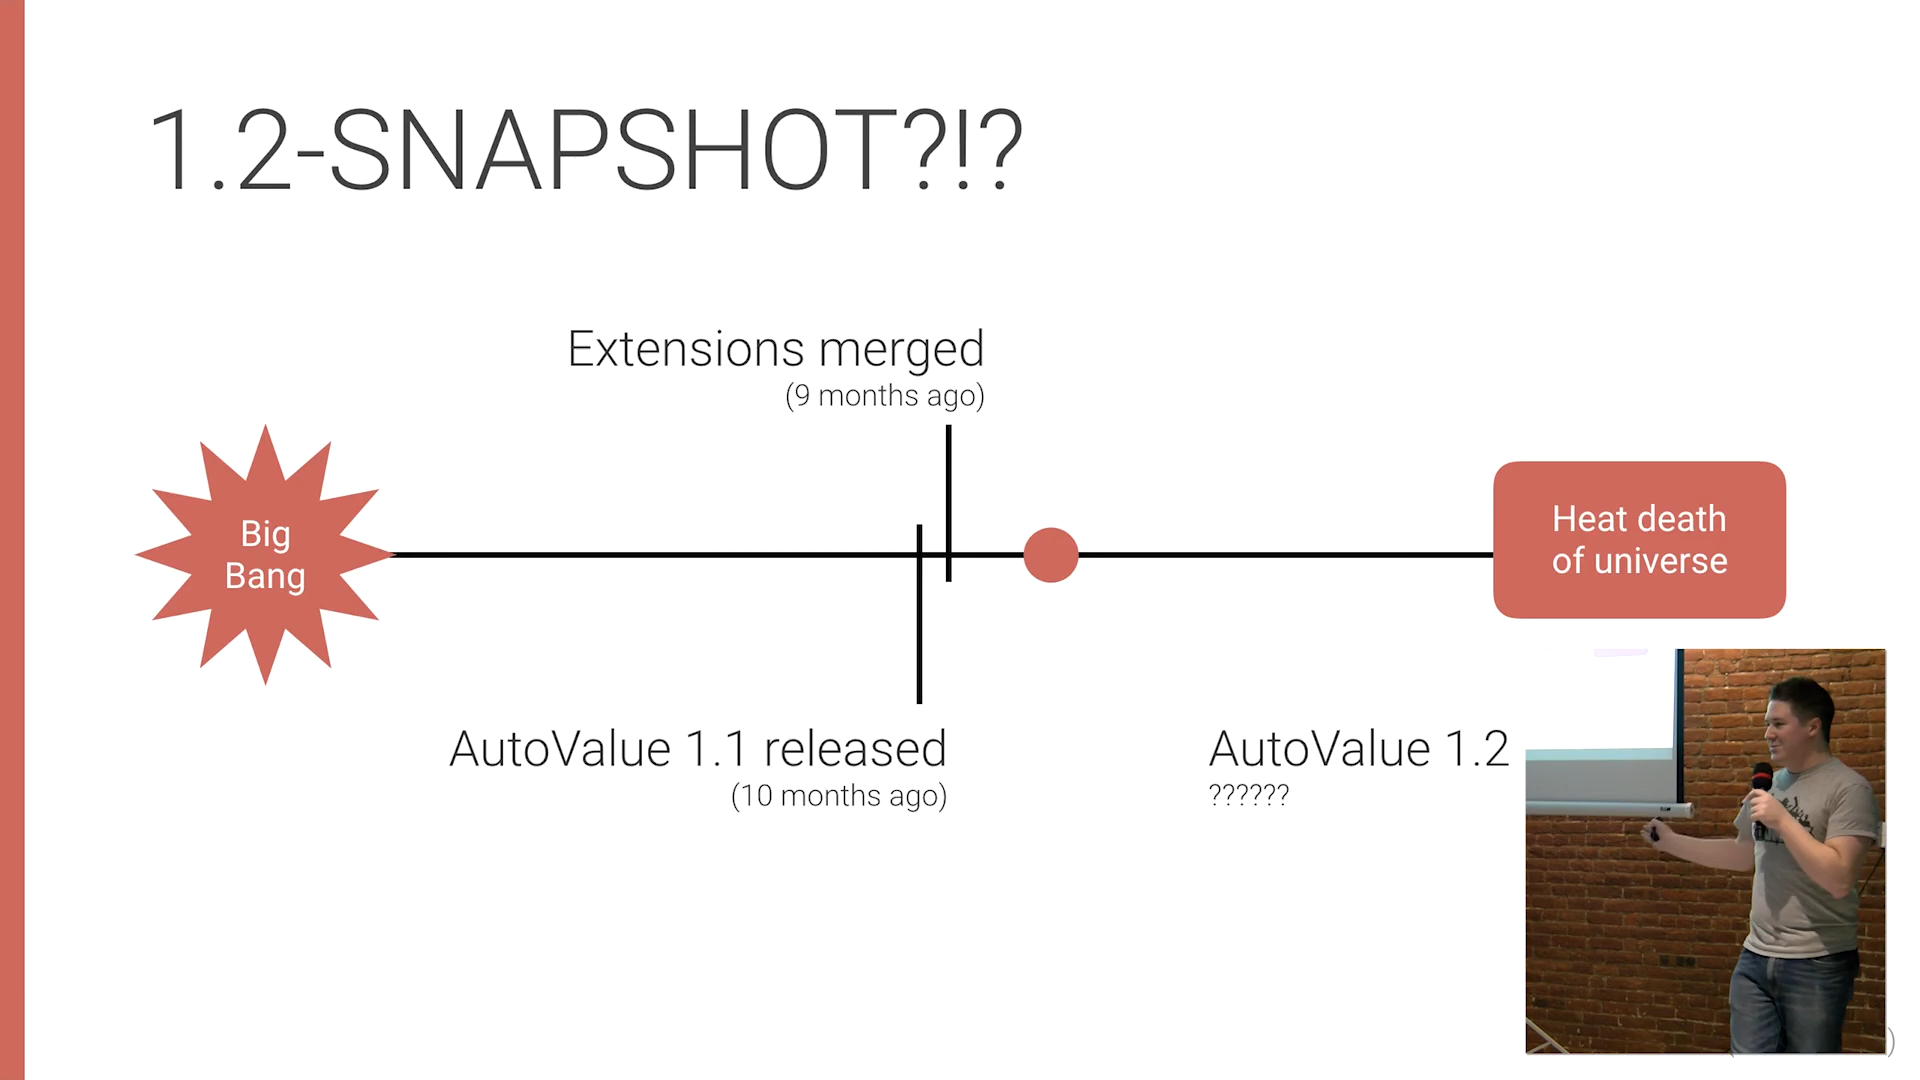 1.2-SNAPSHOT?!?
Extensions merged
(9 months ago)
Big
Bang
Heat death
of universe
AutoValue 1.1 released
(10 months ago)
AutoValue 1.2
??????
)